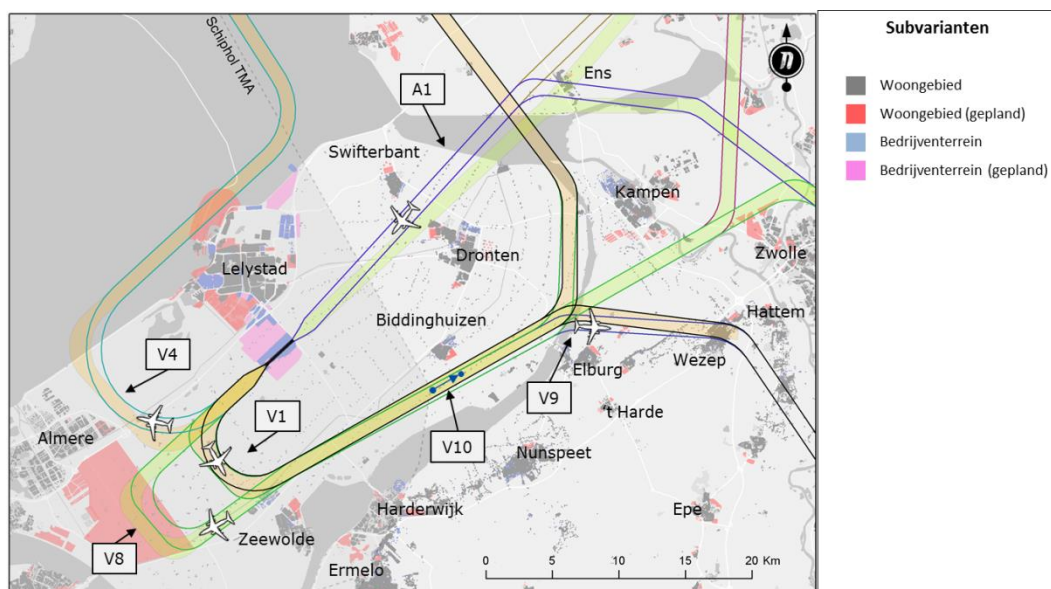 Schiphol TMA
Ens
A1
Swifterbant
Kampen
Zwolle
Lelystad
Dronten
Hattem
Biddinghuizen
Wezep
V4
Elburg
V9
V1
't Harde
Almere
V10
Nunspeet
Harderwijk
Epe
V8
Zeewolde
Ermelo
0 5 10 15 20 Km
Subvarianten
Woongebied
Woongebied (gepland)
Bedrijventerrein
Bedrijventerrein (gepland)